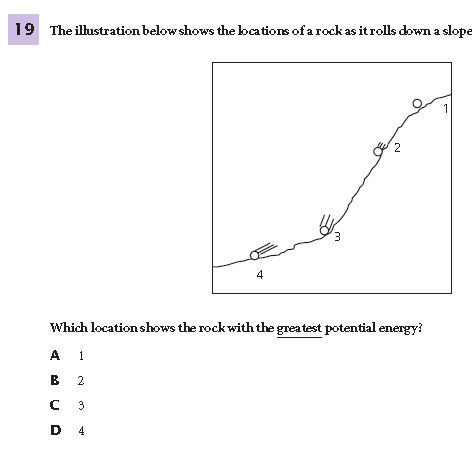 19 The illustration below shows the locations of a rock as it rolls down a slope
1
2
3
4
Which location shows the rock with the greatest potential energy?
A 1
B 2
C 3
D 4